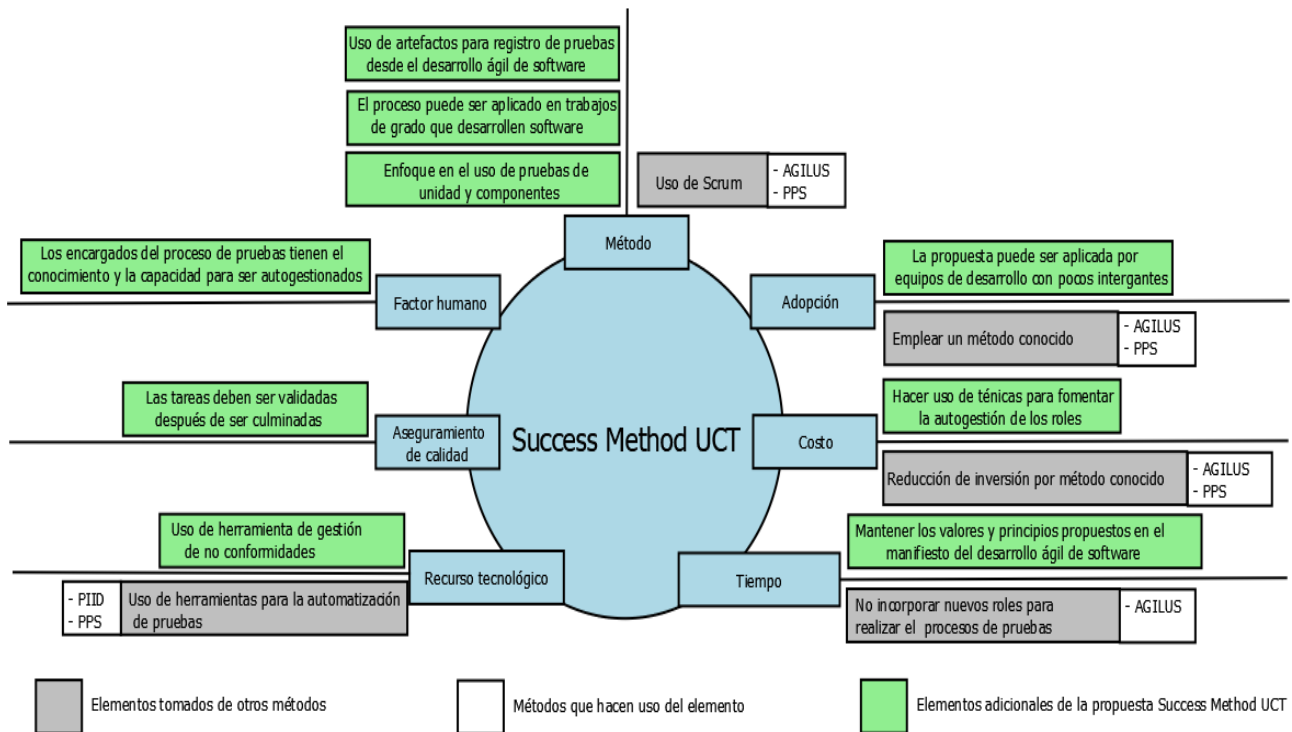 Uso de artefactos para registro de pruebas
desde el desarrollo ágil de software
El proceso puede ser aplicado en trabajos
de grado que desarrollen software
Enfoque en el uso de pruebas de
unidad y componentes
Uso de Scrum
- AGILUS
- PPS
Método
Los encargados del proceso de pruebas tienen el
conocimiento y la capacidad para ser autogestionados
Factor humano
La propuesta puede ser aplicada por
equipos de desarrollo con pocos intergantes
Adopción
Emplear un método conocido
- AGILUS
- PPS
Las tareas deben ser validadas
después de ser culminadas
Aseguramiento
de calidad
Success Method UCT
Hacer uso de ténicas para fomentar
la autogestión de los roles
Costo
Reducción de inversión por método conocido
- AGILUS
- PPS
Uso de herramienta de gestión
de no conformidades
Recurso tecnológico
- PIID
- PPS
Uso de herramientas para la automatización
de pruebas
Mantener los valores y principios propuestos en el
manifiesto del desarrollo ágil de software
Tiempo
No incorporar nuevos roles para
realizar el procesos de pruebas
- AGILUS
Elementos tomados de otros métodos
Métodos que hacen uso del elemento
Elementos adicionales de la propuesta Success Method UCT